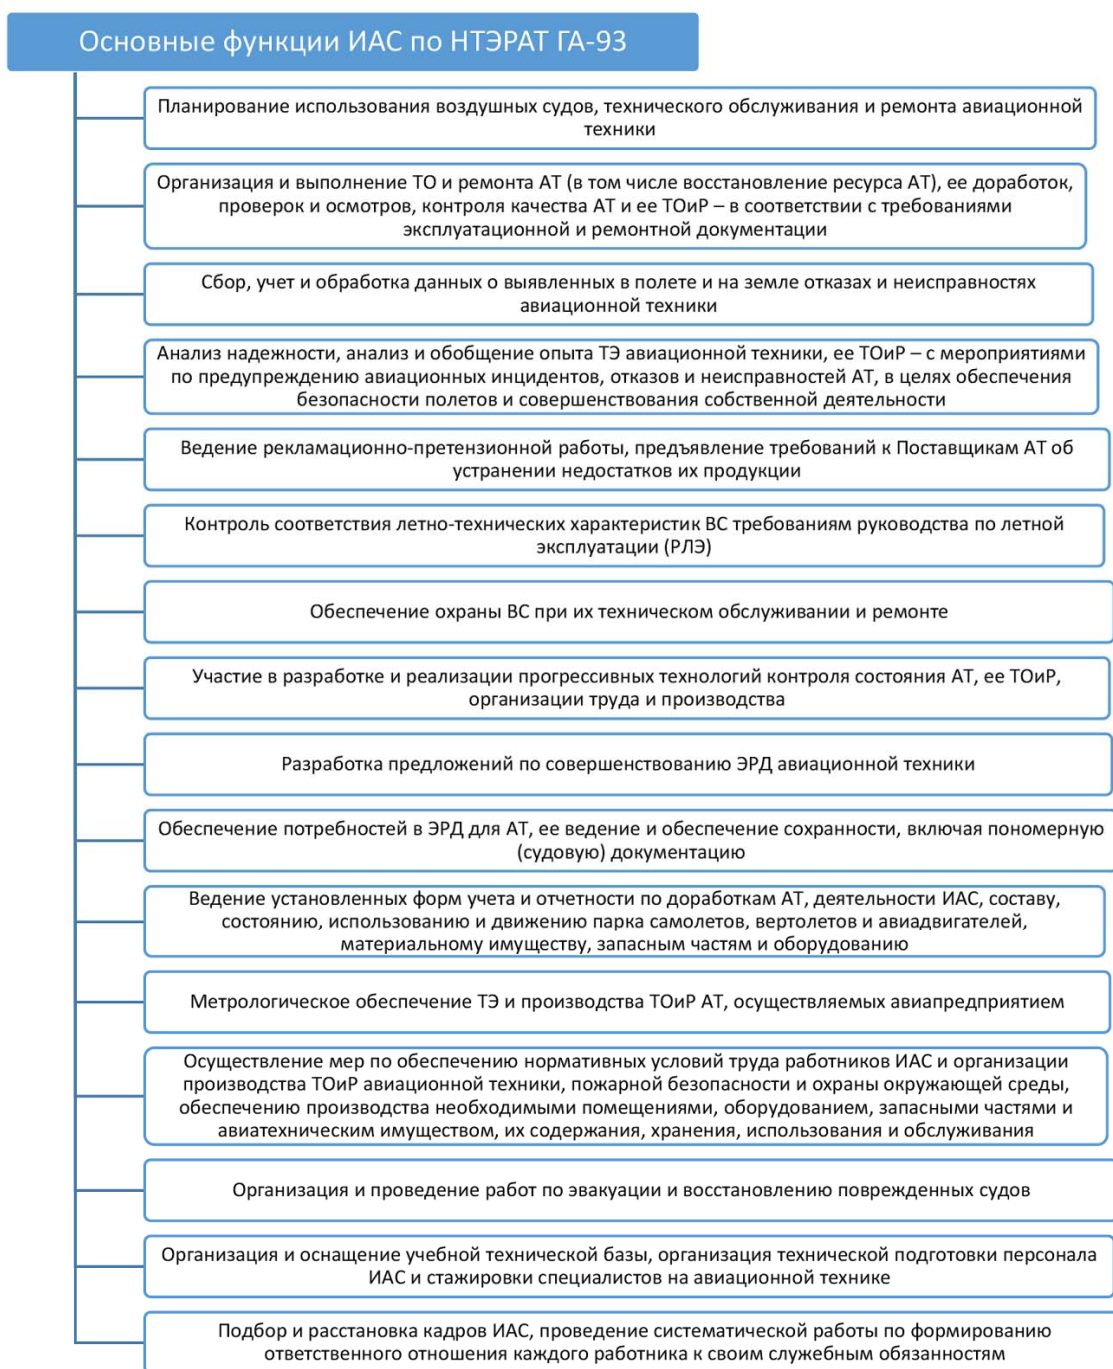 Основные функции ИАС по НТЭРАТ ГА-93
Планирование использования воздушных судов, технического обслуживания и ремонта авиационной
техники
Организация и выполнение ТО и ремонта АТ (в том числе восстановление ресурса АТ), ее доработок,
проверок и осмотров, контроля качества АТ и ее ТОиР – в соответствии с требованиями
эксплуатационной и ремонтной документации
Сбор, учет и обработка данных о выявленных в полете и на земле отказах и неисправностях
авиационной техники
Анализ надежности, анализ и обобщение опыта ТЭ авиационной техники, ее ТОиР – с мероприятиями
по предупреждению авиационных инцидентов, отказов и неисправностей АТ, в целях обеспечения
безопасности полетов и совершенствования собственной деятельности
Ведение рекламационно-претензионной работы, предъявление требований к Поставщикам АТ об
устранении недостатков их продукции
Контроль соответствия летно-технических характеристик ВС требованиям руководства по летной
эксплуатации (РЛЭ)
Обеспечение охраны ВС при их техническом обслуживании и ремонте
Участие в разработке и реализации прогрессивных технологий контроля состояния АТ, ее ТОиР,
организации труда и производства
Разработка предложений по совершенствованию ЭРД авиационной техники
Обеспечение потребностей в ЭРД для АТ, ее ведение и обеспечение сохранности, включая пономерную
(судовую) документацию
Ведение установленных форм учета и отчетности по доработкам АТ, деятельности ИАС, составу,
состоянию, использованию и движению парка самолетов, вертолетов и авиадвигателей,
материальному имуществу, запасным частям и оборудованию
Метрологическое обеспечение ТЭ и производства ТОиР АТ, осуществляемых авиапредприятием
Осуществление мер по обеспечению нормативных условий труда работников ИАС и организации
производства ТОиР авиационной техники, пожарной безопасности и охраны окружающей среды,
обеспечению производства необходимыми помещениями, оборудованием, запасными частями и
авиатехническим имуществом, их содержания, хранения, использования и обслуживания
Организация и проведение работ по эвакуации и восстановлению поврежденных судов
Организация и оснащение учебной технической базы, организация технической подготовки персонала
ИАС и стажировки специалистов на авиационной технике
Подбор и расстановка кадров ИАС, проведение систематической работы по формированию
ответственного отношения каждого работника к своим служебным обязанностям